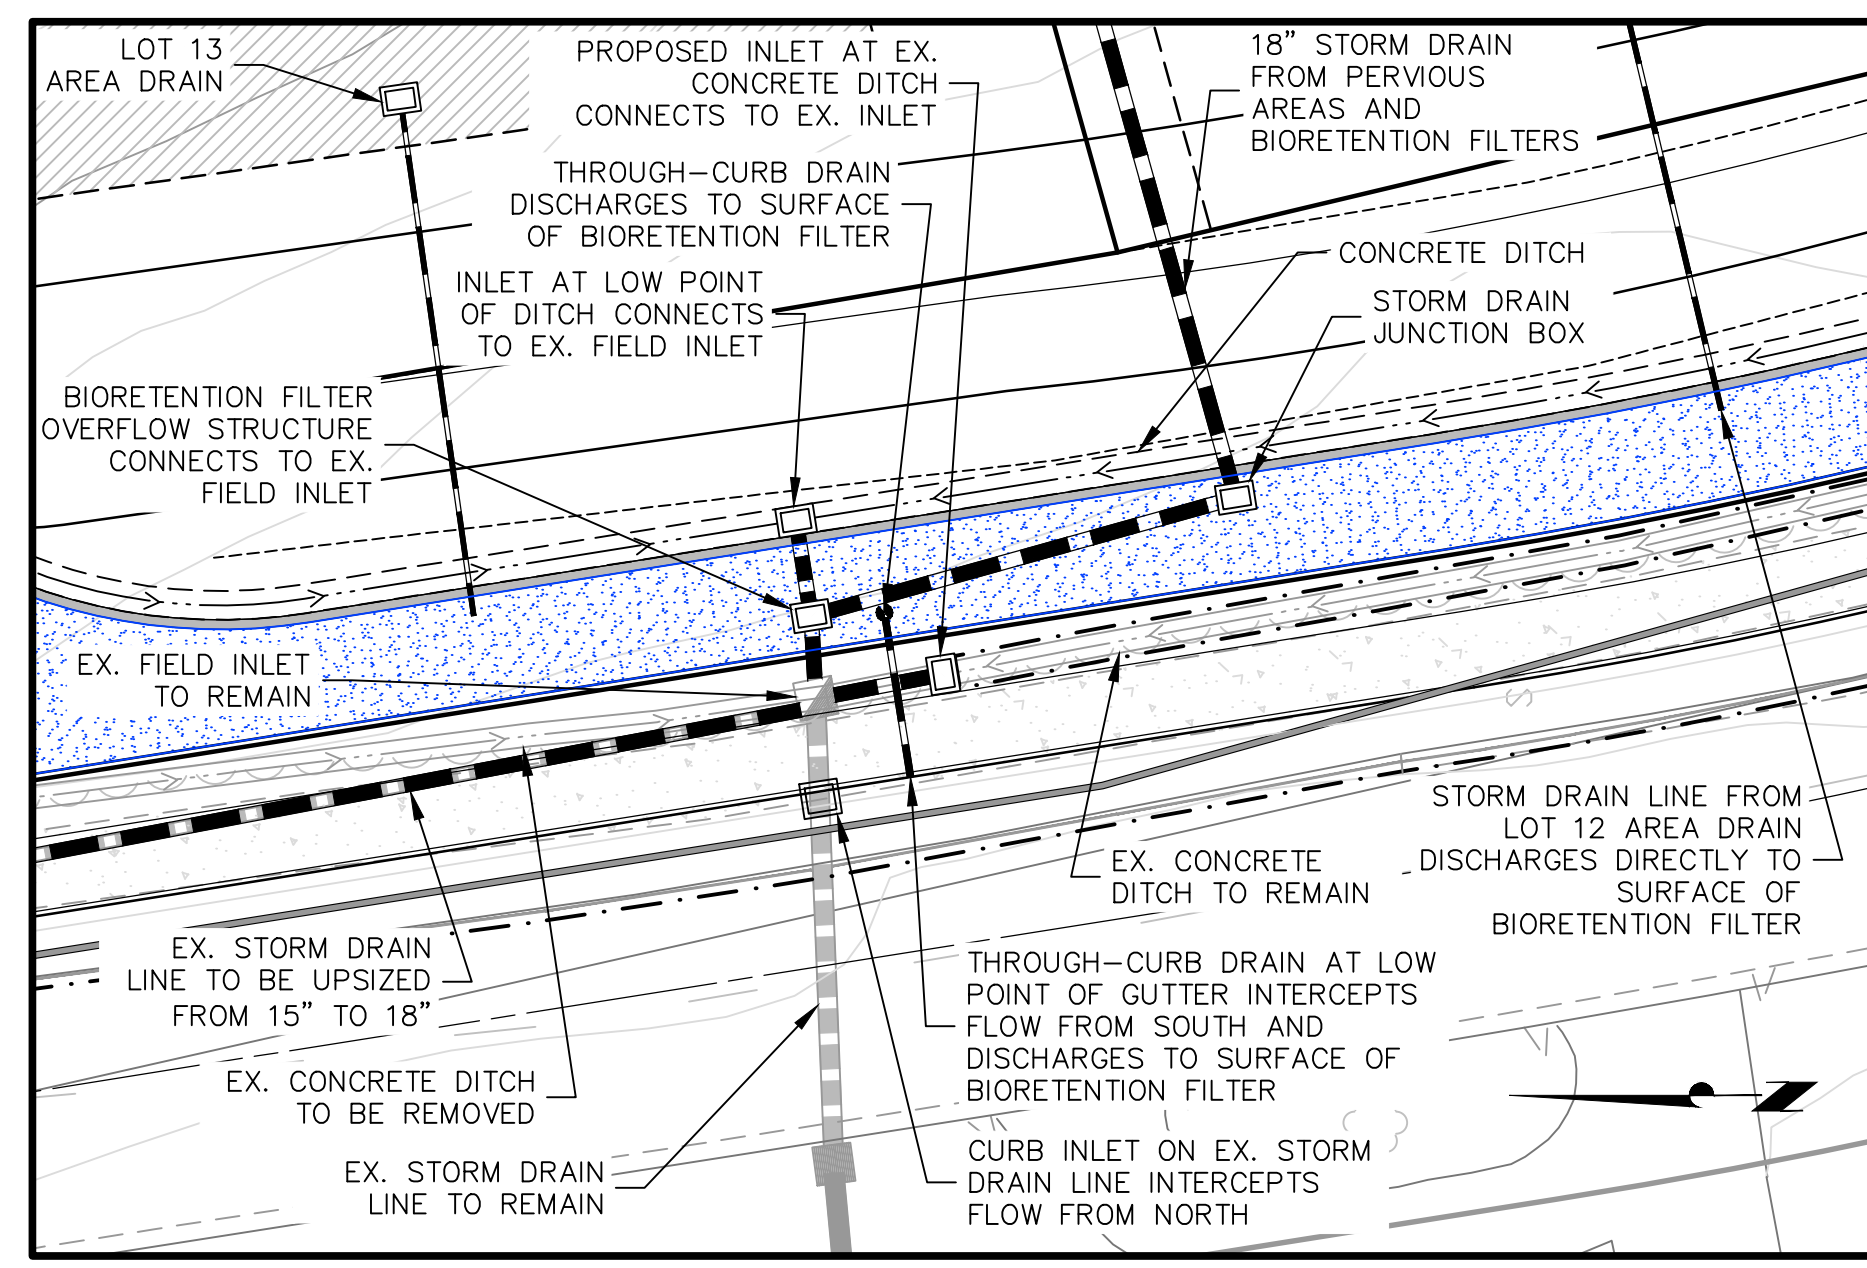 LOT 13
AREA DRAIN
PROPOSED INLET AT EX.
CONCRETE DITCH
CONNECTS TO EX. INLET
18” STORM DRAIN
FROM PERVIOUS
AREAS AND
BIORETENTION FILTERS
THROUGH-CURB DRAIN
DISCHARGES TO SURFACE
OF BIORETENTION FILTER
CONCRETE DITCH
INLET AT LOW POINT
OF DITCH CONNECTS
TO EX. FIELD INLET
STORM DRAIN
JUNCTION BOX
BIORETENTION FILTER
OVERFLOW STRUCTURE
CONNECTS TO EX.
FIELD INLET
EX. FIELD INLET
TO REMAIN
STORM DRAIN LINE FROM
LOT 12 AREA DRAIN
DISCHARGES DIRECTLY TO
SURFACE OF
BIORETENTION FILTER
EX. CONCRETE
DITCH TO REMAIN
EX. STORM DRAIN
LINE TO BE UPSIZED
FROM 15” TO 18”
THROUGH-CURB DRAIN AT LOW
POINT OF GUTTER INTERCEPTS
FLOW FROM SOUTH AND
DISCHARGES TO SURFACE OF
BIORETENTION FILTER
EX. CONCRETE DITCH
TO BE REMOVED
CURB INLET ON EX. STORM
DRAIN LINE INTERCEPTS
FLOW FROM NORTH
EX. STORM DRAIN
LINE TO REMAIN
S
N